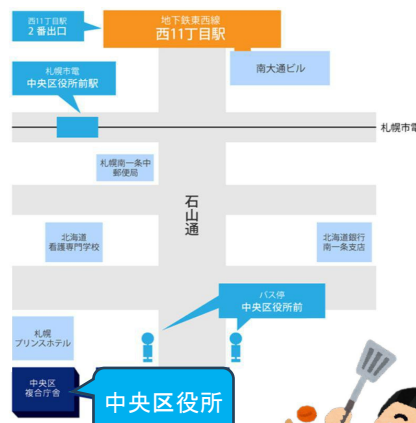 西11丁目駅
2番出口
地下鉄東西線
西11丁目駅
南大通ビル
札幌市電
中央区役所前駅
札幌市電
札幌南一条中
郵便局
石山通
北海道
看護専門学校
北海道銀行
南一条支店
バス停
中央区役所前
札幌
プリンスホテル
中央区
複合庁舎
中央区役所